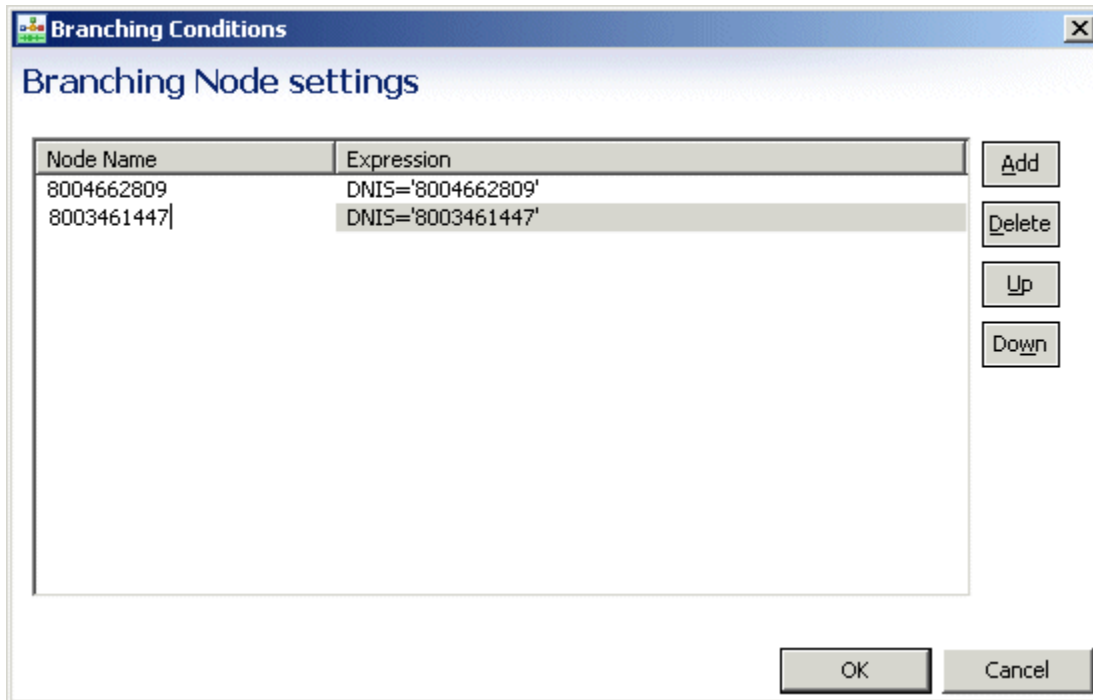 Branching Conditions
Branching Node settings
Node Name Expression
8004662809 DNIS='8004662809'
8003461447 DNIS='8003461447'
Add
Delete
Up
Down
OK Cancel